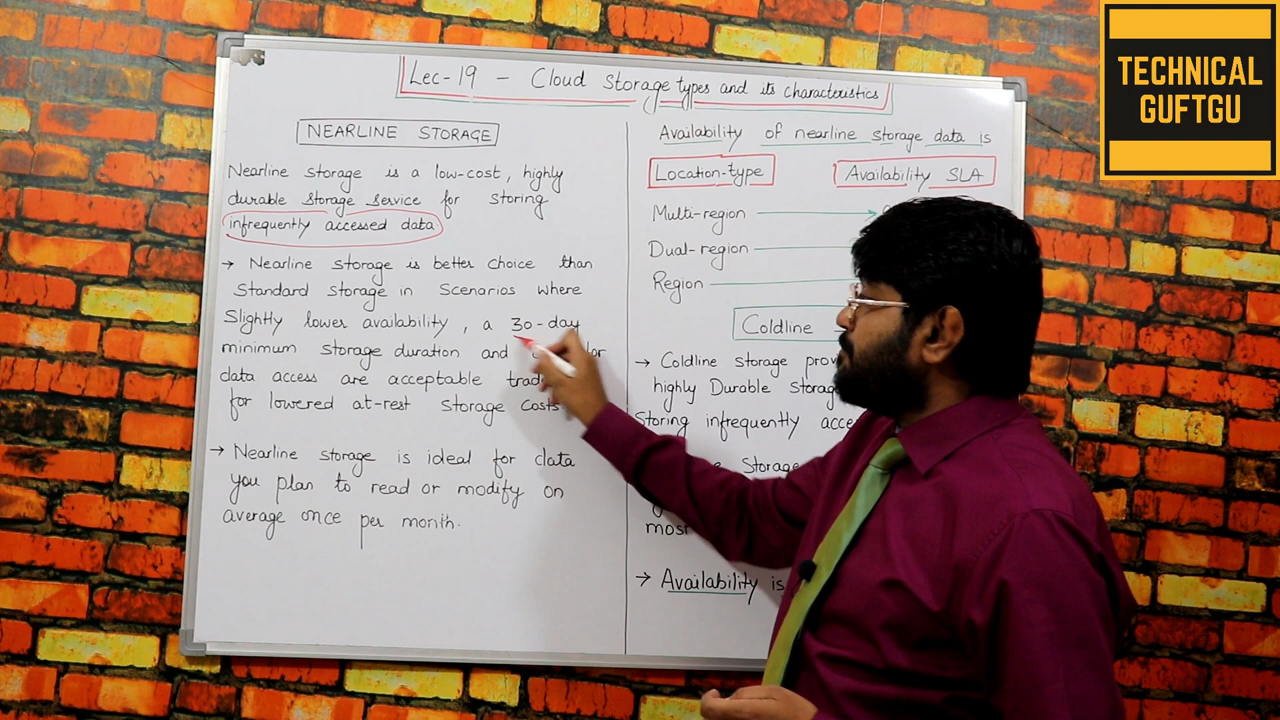 Lec-19 - Cloud Storage types and its characteristics
TECHNICAL
GUFTGU
NEARLINE STORAGE
Nearline Storage is a low-cost, highly
durable Storage Service for storing
infrequently accessed data
→ Nearline Storage is better choice than
Standard Storage in Scenarios where
Slightly lower availability, a 30-day
minimum storage duration and
data access are acceptable
for lowered at-rest Storage costs
→ Nearline storage is ideal for data
you plan to read or modify on
average once per month.
Availability of nearline storage data is
Location-type Availability SLA
Multi-region
Dual-region
Region
Coldline
→ Coldline storage
highly Durable
Storing infrequently
Storage
most
→ Availability is